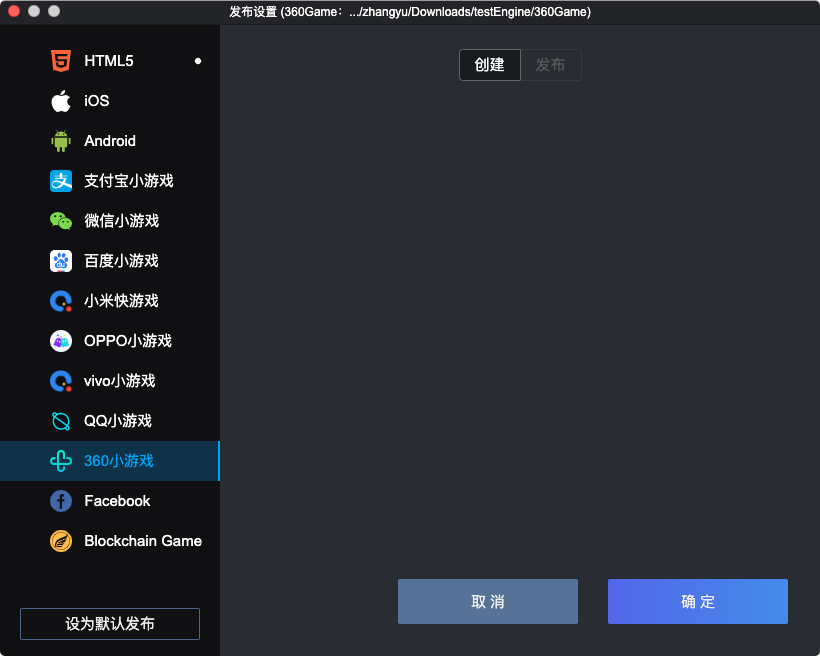 发布设置 (360Game：.../zhangyu/Downloads/testEngine/360Game)
HTML5
iOS
Android
支付宝小游戏
微信小游戏
百度小游戏
小米快游戏
OPPO小游戏
vivo小游戏
QQ小游戏
360小游戏
Facebook
Blockchain Game
设为默认发布
创建 发布
取 消 确 定